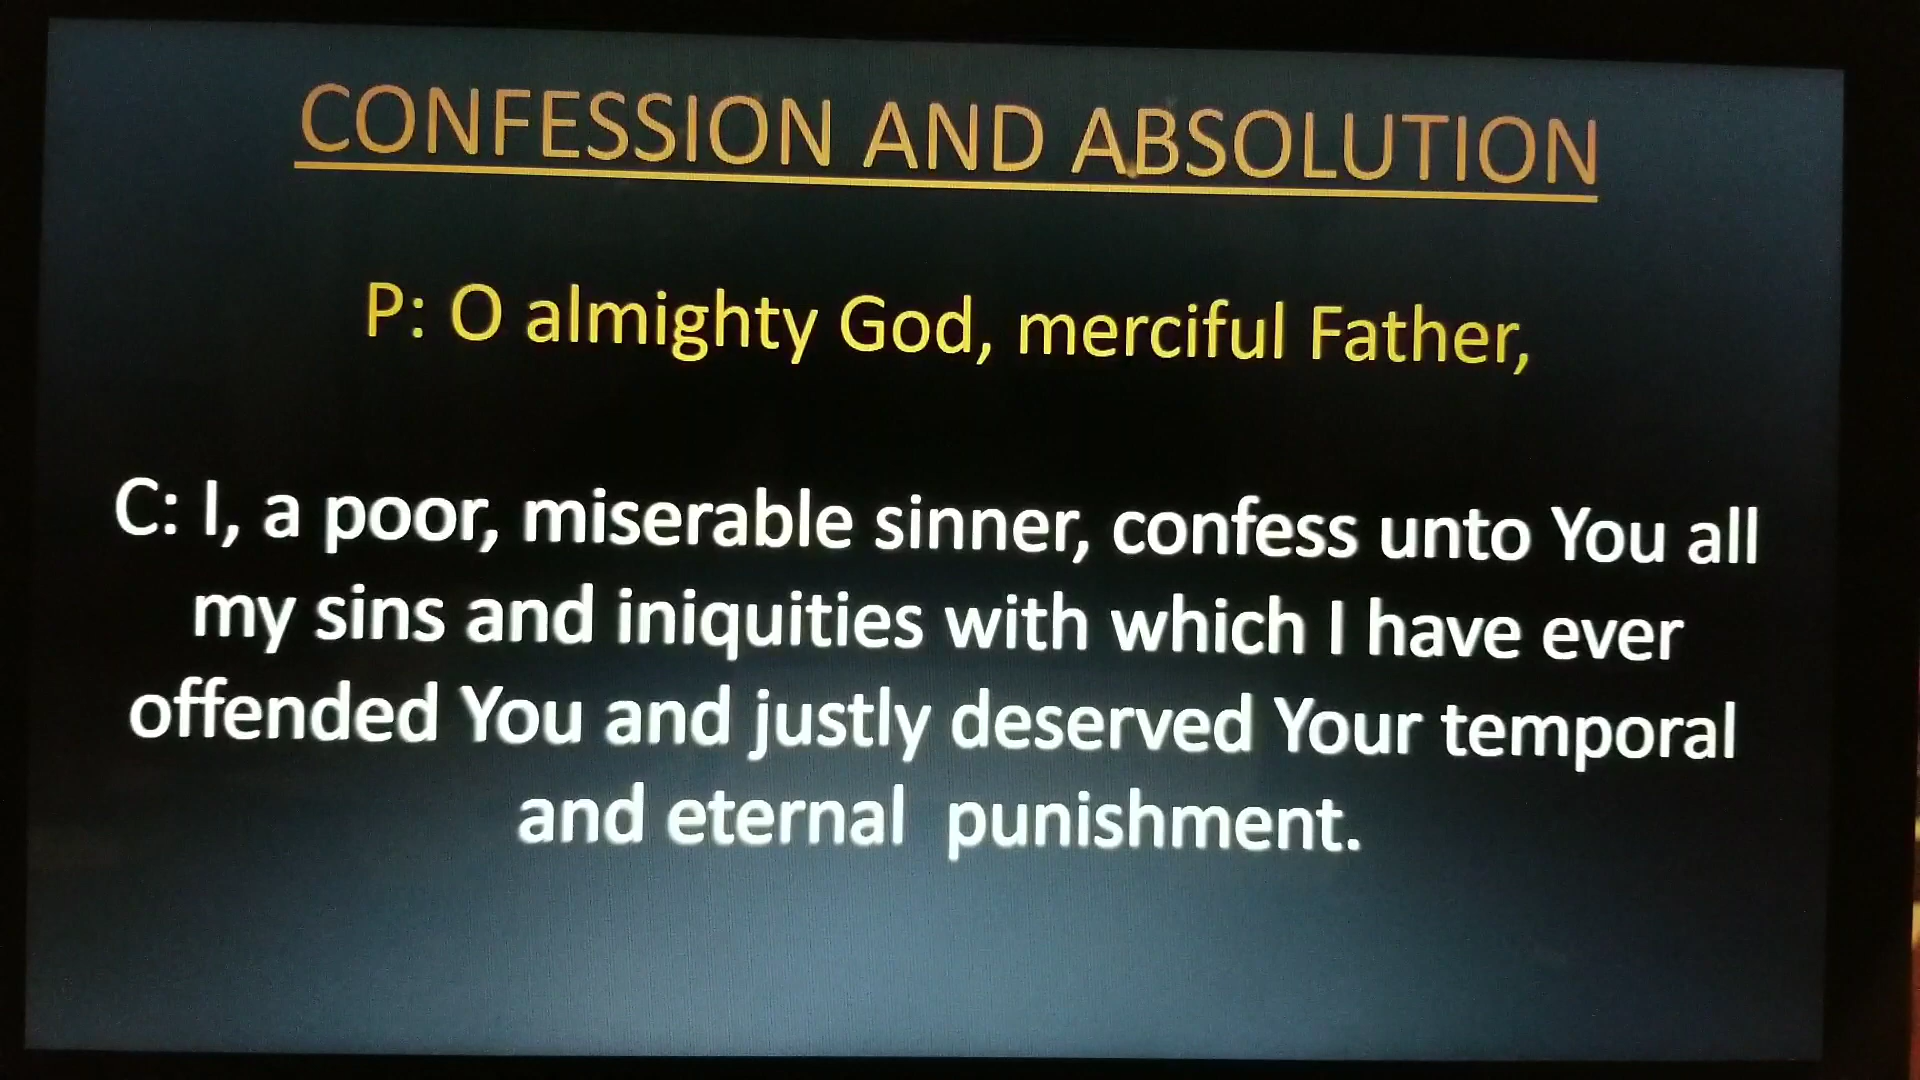 CONFESSION AND ABSOLUTION
P: O almighty God, merciful Father,
C: I, a poor, miserable sinner, confess unto You all
my sins and iniquities with which I have ever
offended You and justly deserved Your temporal
and eternal punishment.